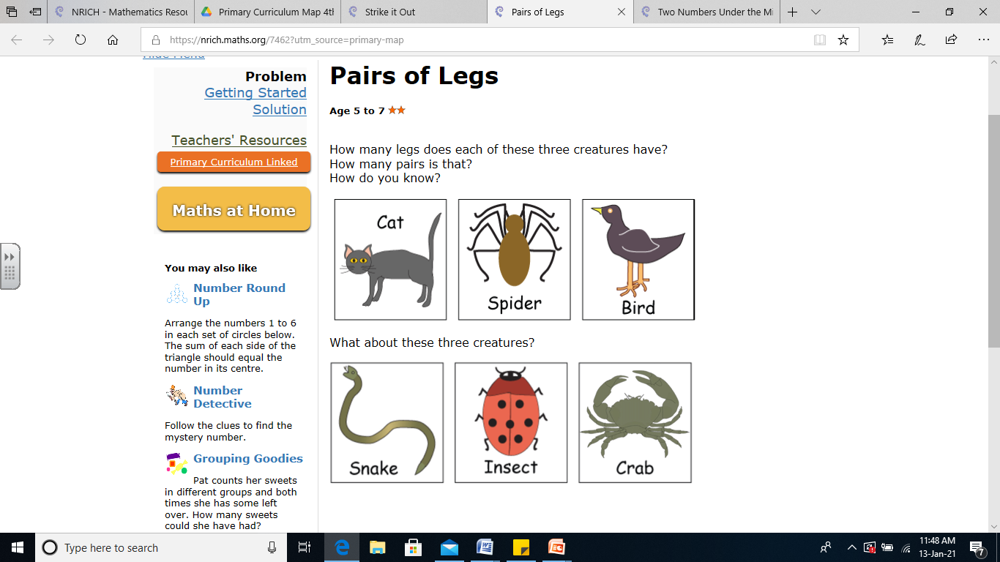 NRICH - Mathematics Resou
Primary Curriculum Map 4th
Strike it Out
Pairs of Legs
Two Numbers Under the Mi
https://nrich.maths.org/7462?utm_source=primary-map
Hide Menu
Problem
Getting Started
Solution
Teachers' Resources
Primary Curriculum Linked
Maths at Home
You may also like
Number Round
Up
Arrange the numbers 1 to 6
in each set of circles below.
The sum of each side of the
triangle should equal the
number in its centre.
Number
Detective
Follow the clues to find the
mystery number.
Grouping Goodies
Pat counts her sweets
in different groups and both
times she has some left
over. How many sweets
could she have had?
Pairs of Legs
Age 5 to 7
How many legs does each of these three creatures have?
How many pairs is that?
How do you know?
Cat
Spider
Bird
What about these three creatures?
Snake
Insect
Crab
Type here to search
11:48 AM
13-Jan-21
7